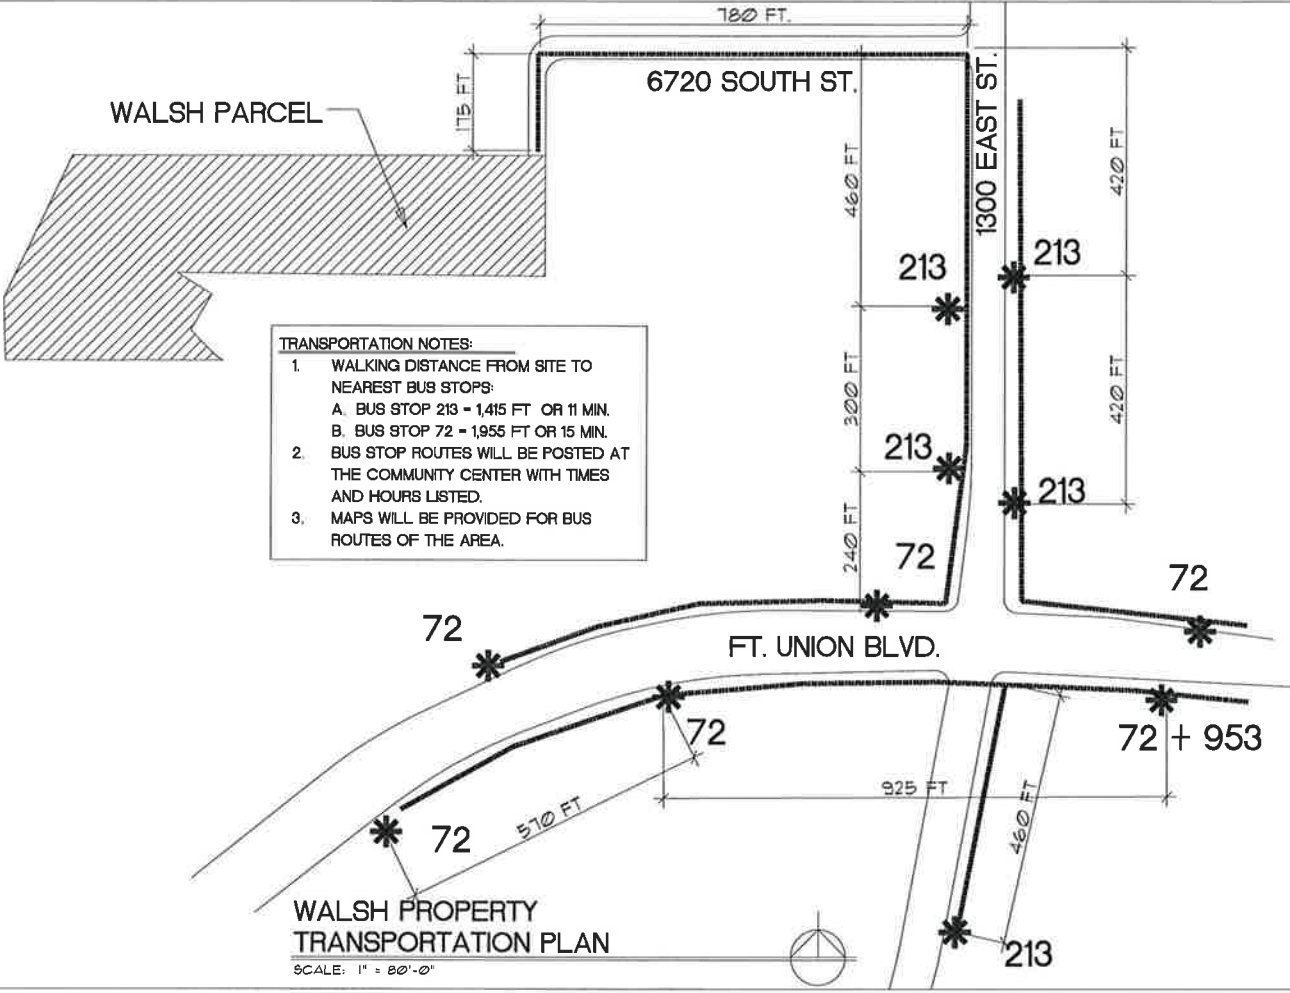 780 FT.
6720 SOUTH ST.
175 FT
WALSH PARCEL
1300 EAST ST.
460 FT
420 FT
213
213
TRANSPORTATION NOTES:
1. WALKING DISTANCE FROM SITE TO
NEAREST BUS STOPS:
A. BUS STOP 213 = 1,415 FT OR 11 MIN.
B. BUS STOP 72 = 1,955 FT OR 15 MIN.
2. BUS STOP ROUTES WILL BE POSTED AT
THE COMMUNITY CENTER WITH TIMES
AND HOURS LISTED.
3. MAPS WILL BE PROVIDED FOR BUS
ROUTES OF THE AREA.
300 FT
420 FT
213
213
240 FT
72
72
72
FT. UNION BLVD.
72
72 + 953
925 FT
570 FT
460 FT
72
WALSH PROPERTY
TRANSPORTATION PLAN
213
SCALE: 1" = 80'-0"